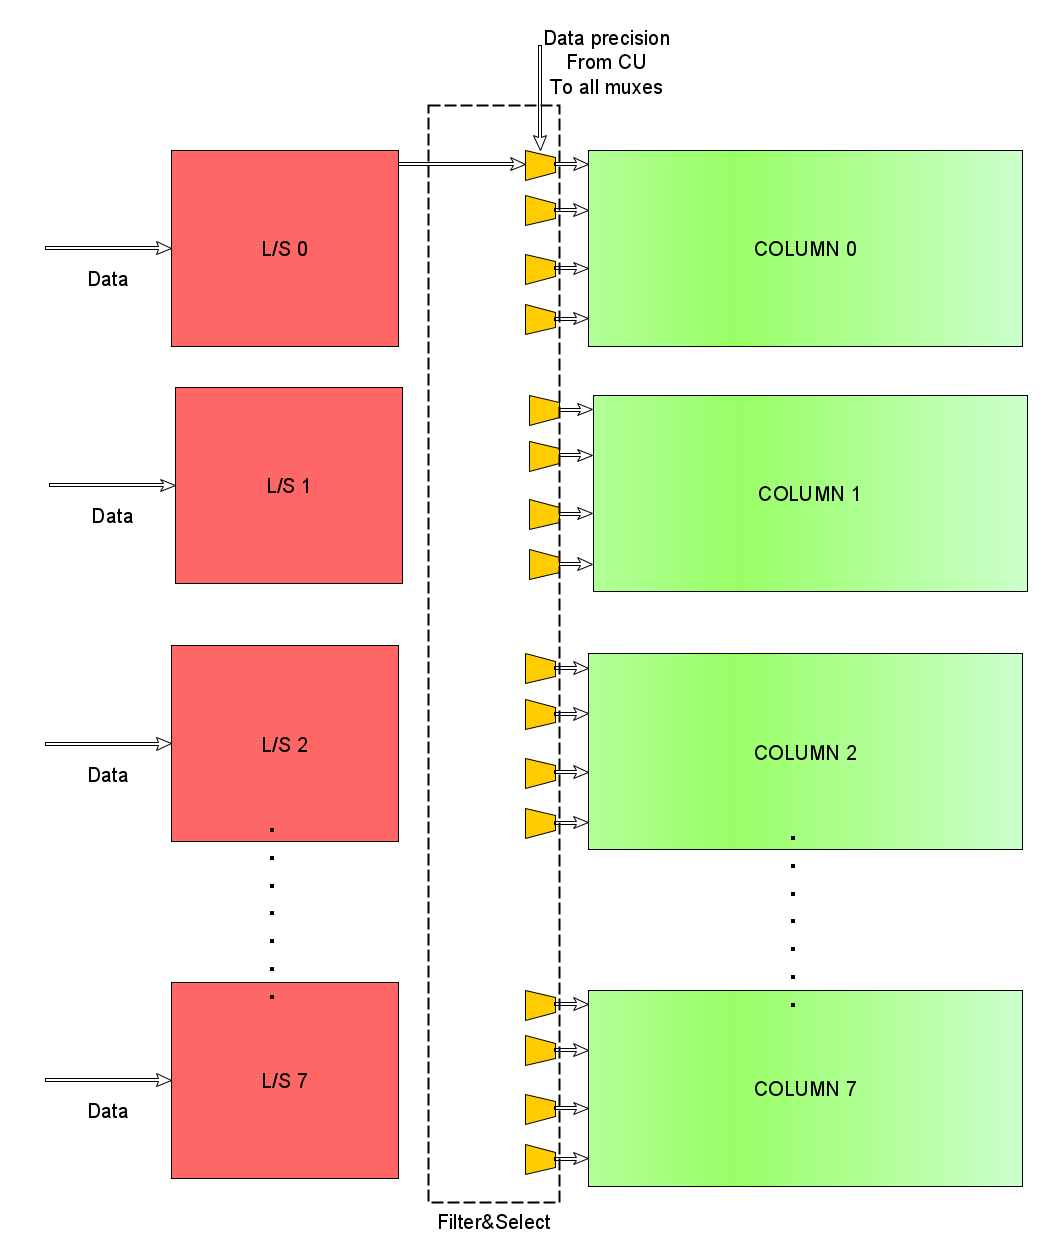 Data precision
From CU
To all muxes
L/S 0
COLUMN 0
Data
L/S 1
COLUMN 1
Data
L/S 2
COLUMN 2
Data
L/S 7
COLUMN 7
Data
Filter&Select